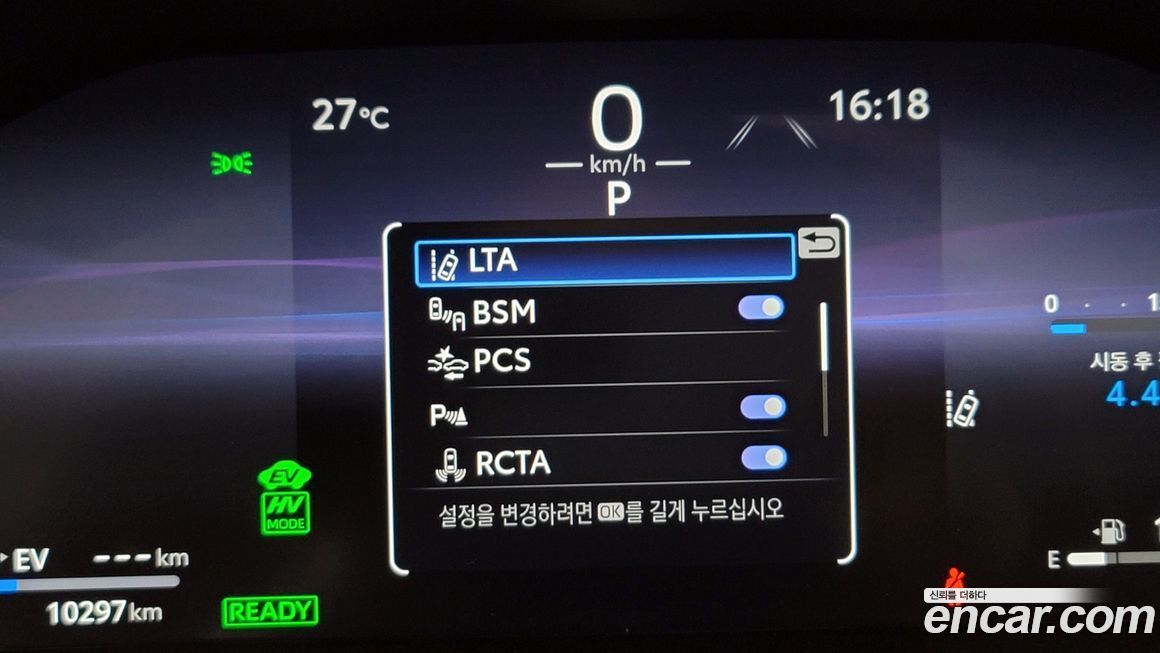 27°C
0
16:18
km/h
P
LTA
BSM
PCS
P
RCTA
설정을 변경하려면 OK를 길게 누르십시오
EV
HV
MODE
EV ---km
10297km
READY
0
시동 후
4.4
E
신뢰를 더하다
encar.com